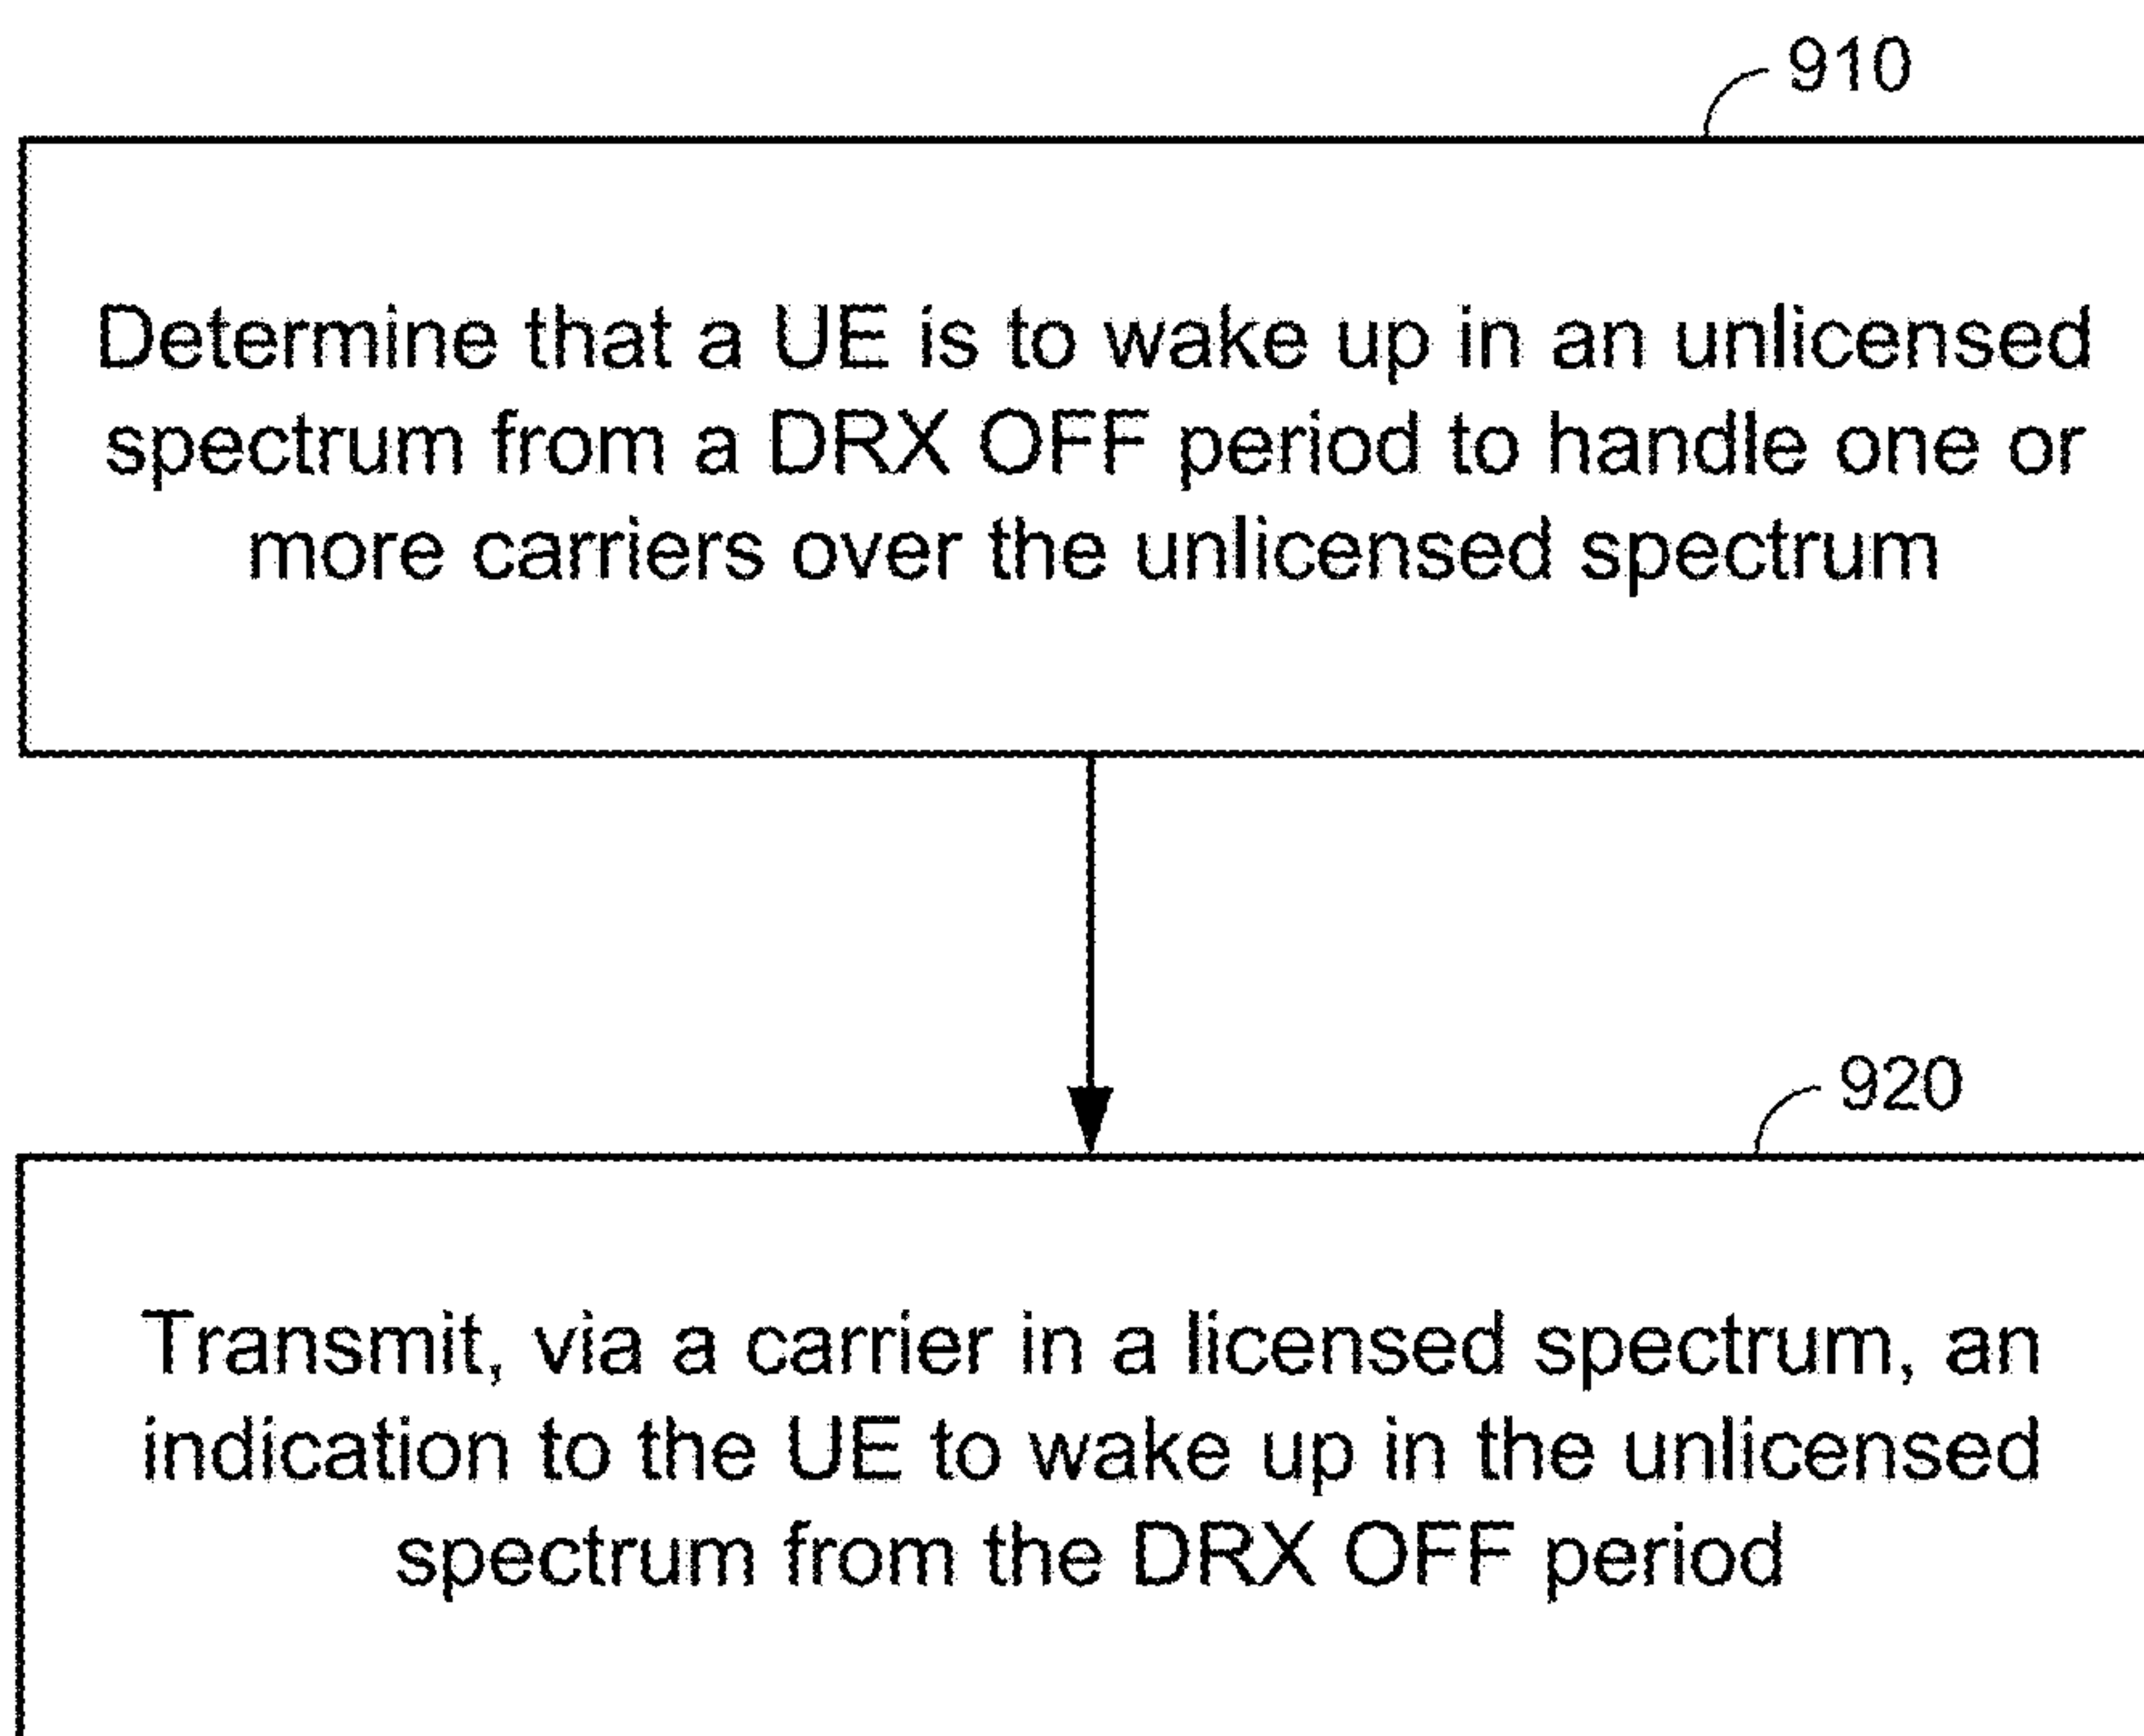 910
Determine that a UE is to wake up in an unlicensed
spectrum from a DRX OFF period to handle one or
more carriers over the unlicensed spectrum
920
Transmit, via a carrier in a licensed spectrum, an
indication to the UE to wake up in the unlicensed
spectrum from the DRX OFF period